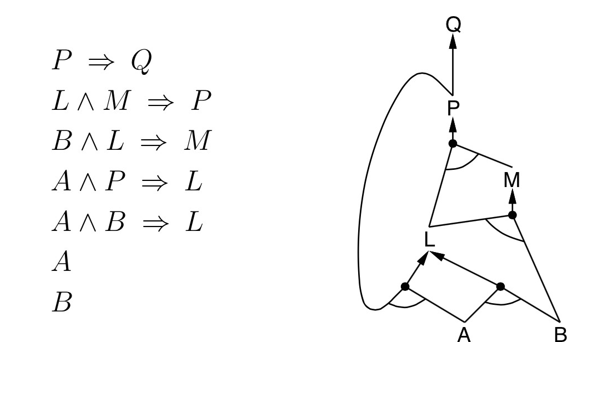 P ⇒ Q
L ∧ M ⇒ P
B ∧ L ⇒ M
A ∧ P ⇒ L
A ∧ B ⇒ L
A
B
Q
P
M
L
A B